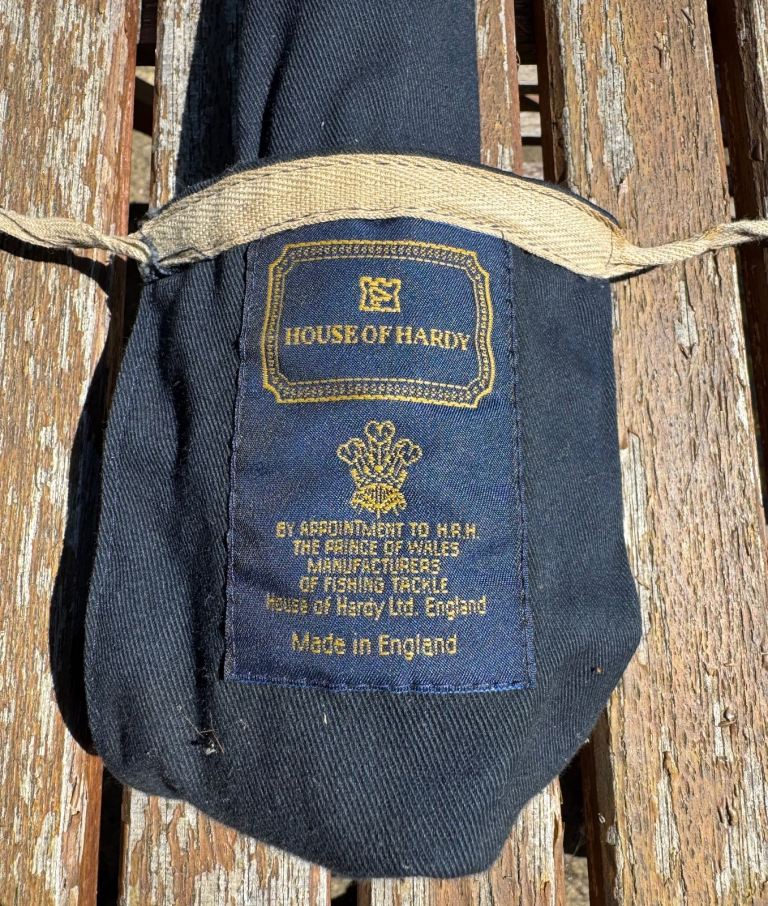 HOUSE OF HARDY
BY APPOINTMENT TO H.R.H.
THE PRINCE OF WALES
MANUFACTURERS
OF FISHING TACKLE
House of Hardy Ltd. England
Made in England